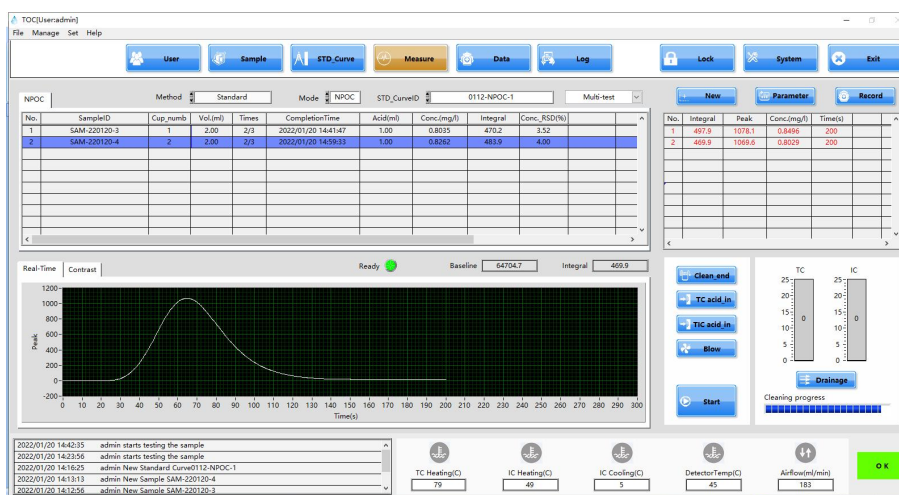 TOC[User:admin]
File Manage Set Help
User Sample STD_Curve Measure Data Log Lock System Exit
NPOC Method Standard Mode NPOC STD_CurveID 0112-NPOC-1 Multi-test New Parameter Record
No. SampleID Cup_numb Vol.(ml) Times CompletionTime Acid(ml) Conc.(mg/l) Integral Conc_RSD(%)
1 SAM-220120-3 1 2.00 2/3 2022/01/20 14:41:47 1.00 0.8035 470.2 3.52
2 SAM-220120-4 2 2.00 2/3 2022/01/20 14:59:33 1.00 0.8262 483.9 4.00
No. Integral Peak Conc.(mg/l) Time(s)
1 497.9 1078.1 0.8496 200
2 469.9 1069.6 0.8029 200
Real-Time Contrast Ready Baseline 64704.7 Integral 469.9
1200
1000
800
600
400
200
0
-200
Peak
0 10 20 30 40 50 60 70 80 90 100 110 120 130 140 150 160 170 180 190 200 210 220 230 240 250 260 270 280 290 300
Time(s)
Clean_end
TC acid_in
TIC acid_in
Blow
Start
TC IC
25 25
20 20
15 15
0 0
10 10
5 5
0 0
Drainage
Cleaning progress
2022/01/20 14:42:35 admin starts testing the sample
2022/01/20 14:23:56 admin starts testing the sample
2022/01/20 14:16:25 admin New Standard Curve0112-NPOC-1
2022/01/20 14:13:13 admin New Sample SAM-220120-4
2022/01/20 14:12:56 admin New Sample SAM-220120-3
TC Heating(C) IC Heating(C) IC Cooling(C) DetectorTemp(C) Airflow(ml/min)
79 49 5 45 183
OK